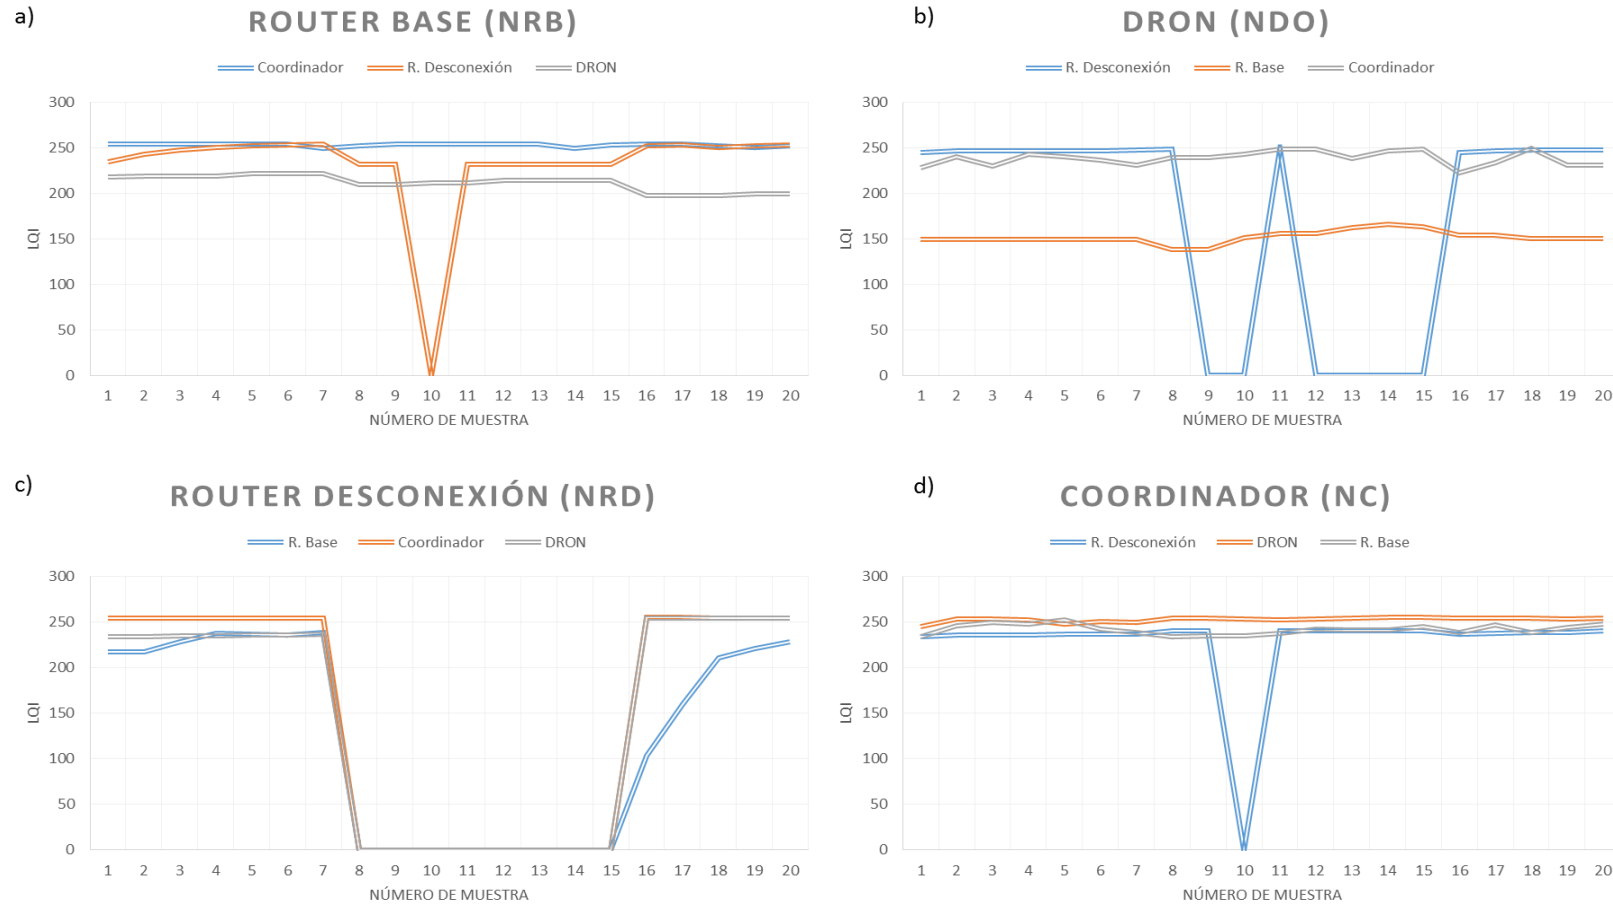 a)
ROUTER BASE (NRB)
Coordinador R. Desconexión DRON
300
250
200
150
100
50
0
LQI
1 2 3 4 5 6 7 8 9 10 11 12 13 14 15 16 17 18 19 20
NÚMERO DE MUESTRA
b)
DRON (NDO)
R. Desconexión R. Base Coordinador
300
250
200
150
100
50
0
LQI
1 2 3 4 5 6 7 8 9 10 11 12 13 14 15 16 17 18 19 20
NÚMERO DE MUESTRA
c)
ROUTER DESCONEXIÓN (NRD)
R. Base Coordinador DRON
300
250
200
150
100
50
0
LQI
1 2 3 4 5 6 7 8 9 10 11 12 13 14 15 16 17 18 19 20
NÚMERO DE MUESTRA
d)
COORDINADOR (NC)
R. Desconexión DRON R. Base
300
250
200
150
100
50
0
LQI
1 2 3 4 5 6 7 8 9 10 11 12 13 14 15 16 17 18 19 20
NÚMERO DE MUESTRA